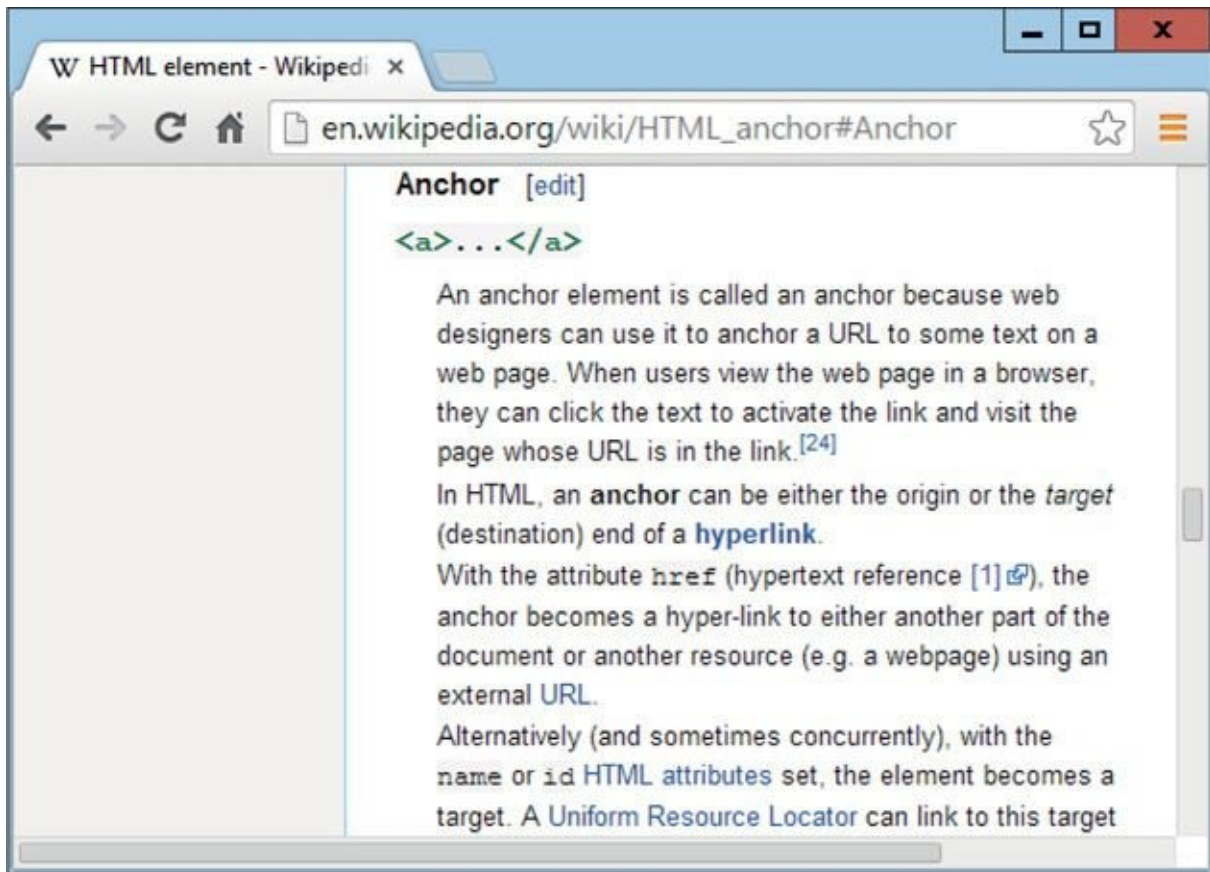 W HTML element - Wikipedi ×
en.wikipedia.org/wiki/HTML_anchor#Anchor
Anchor [edit]
<a>...</a>
An anchor element is called an anchor because web
designers can use it to anchor a URL to some text on a
web page. When users view the web page in a browser,
they can click the text to activate the link and visit the
page whose URL is in the link.[24]
In HTML, an anchor can be either the origin or the target
(destination) end of a hyperlink.
With the attribute href (hypertext reference [1]), the
anchor becomes a hyper-link to either another part of the
document or another resource (e.g. a webpage) using an
external URL.
Alternatively (and sometimes concurrently), with the
name or id HTML attributes set, the element becomes a
target. A Uniform Resource Locator can link to this target